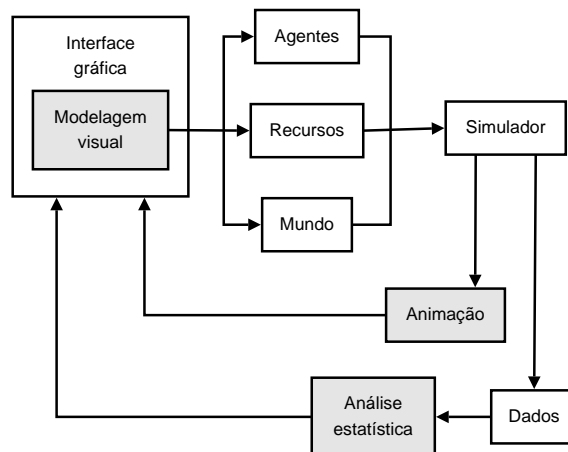 Interface
gráfica
Modelagem
visual
Agentes
Recursos
Mundo
Simulador
Animação
Análise
estatística
Dados